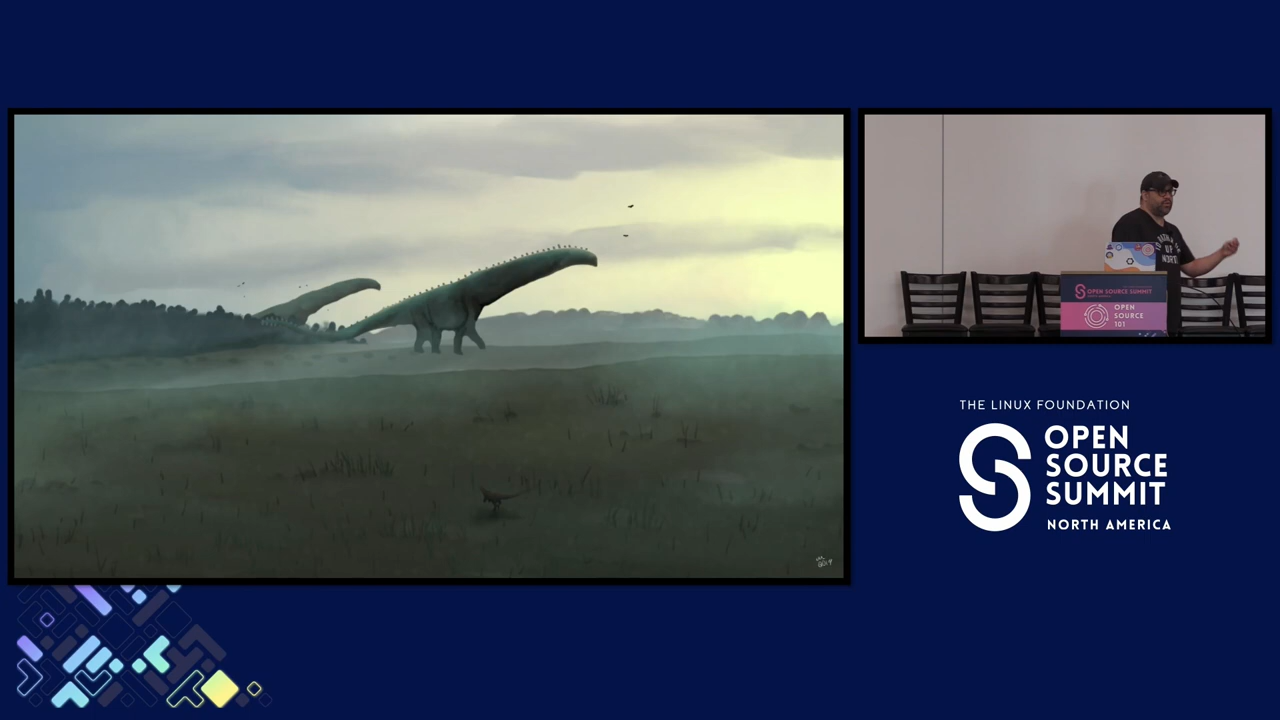 OPEN SOURCE SUMMIT
OPEN
SOURCE
101
THE LINUX FOUNDATION
OPEN
SOURCE
SUMMIT
NORTH AMERICA